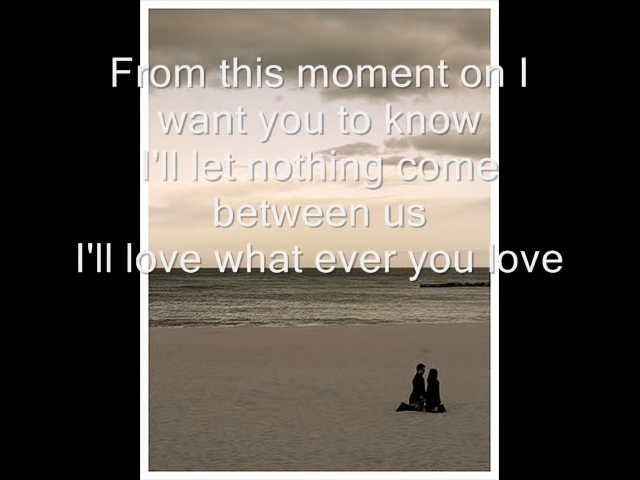 From this moment on I
want you to know
I'll let nothing come
between us
I'll love what ever you love